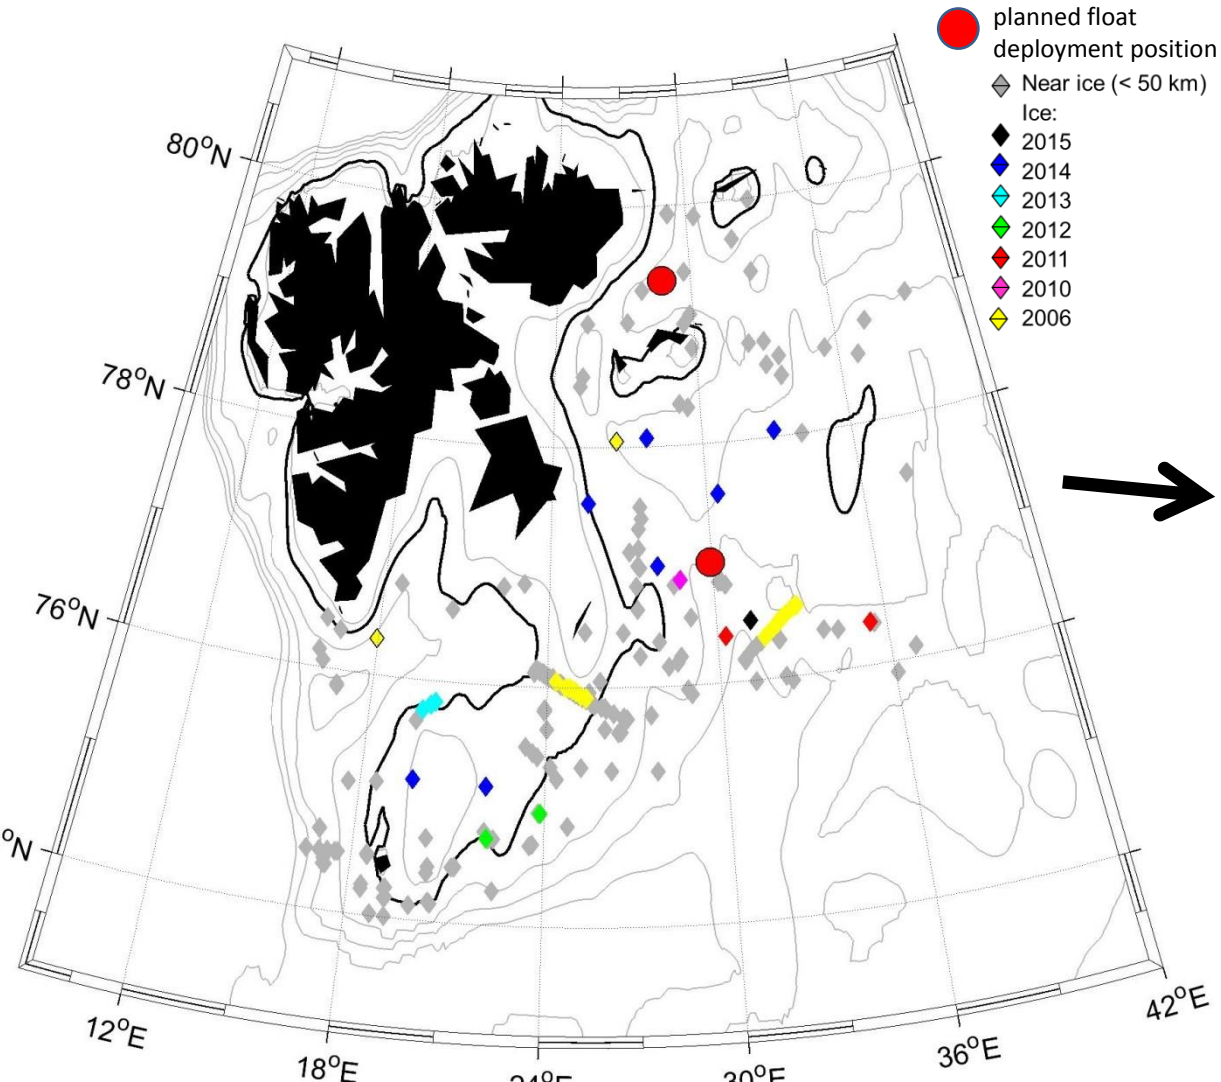 planned float
deployment position
Near ice (< 50 km)
Ice:
2015
2014
2013
2012
2011
2010
2006
80°N
78°N
76°N
°N
12°E
18°E
24°E
30°E
36°E
42°E